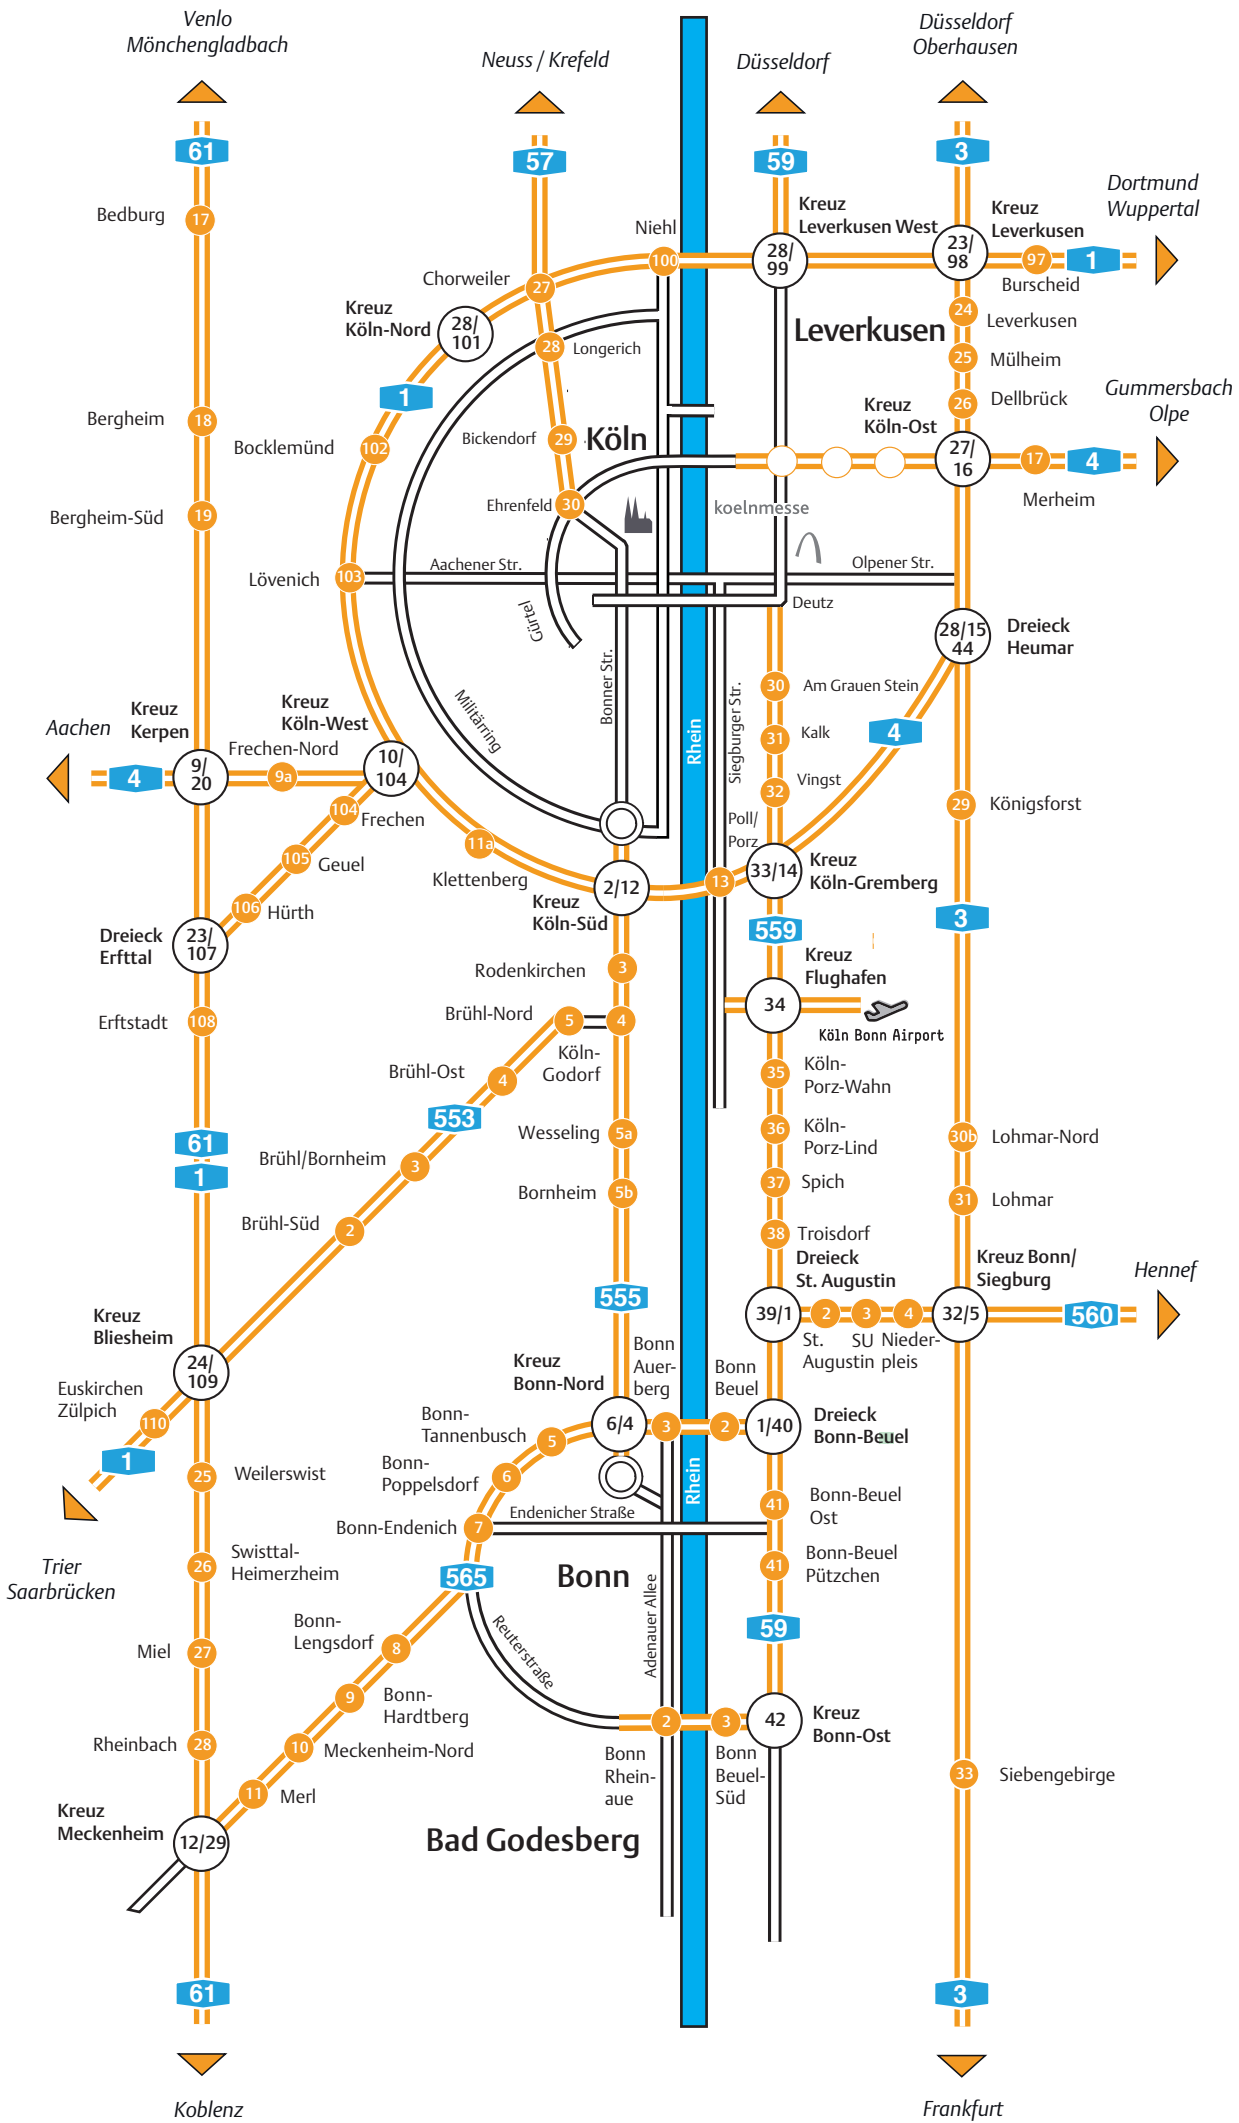 Venlo
Mönchengladbach
Neuss / Krefeld
Düsseldorf
Düsseldorf
Oberhausen
61
57
59
3
Dortmund
Wuppertal
Bedburg
17
Niehl
100
Kreuz
Leverkusen West
28/
99
Kreuz
Leverkusen
23/
98
97
1
Burscheid
Chorweiler
27
Kreuz
Köln-Nord
28/
101
24
Leverkusen
Leverkusen
28
Longerich
25
Mülheim
1
26
Dellbrück
Gummersbach
Olpe
Bergheim
18
Bocklemünd
102
Bickendorf
29
Köln
Kreuz
Köln-Ost
27/
16
17
4
Merheim
Bergheim-Süd
19
Ehrenfeld
30
koelnmesse
Lövenich
103
Aachener Str.
Olpener Str.
Gürtel
Deutz
28/15
44
Dreieck
Heumar
Bonner Str.
Siegburger Str.
30
Am Grauen Stein
Militärring
Rhein
31
Kalk
4
32
Vingst
Aachen
4
Kreuz
Kerpen
9/
20
Frechen-Nord
9a
Kreuz
Köln-West
10/
104
104
Frechen
105
Geuel
106
Hürth
11a
Klettenberg
29
Königsforst
Poll/
Porz
13
33/14
Kreuz
Köln-Gremberg
2/12
Kreuz
Köln-Süd
Dreieck
Erfttal
23/
107
559
3
Kreuz
Flughafen
34
Köln Bonn Airport
Rodenkirchen
3
Erftstadt
108
Brühl-Nord
5
4
Köln-
Godorf
Brühl-Ost
4
35
Köln-
Porz-Wahn
553
Wesseling
5a
36
Köln-
Porz-Lind
30b
Lohmar-Nord
61
1
Brühl/Bornheim
3
Bornheim
5b
37
Spich
31
Lohmar
Brühl-Süd
2
38
Troisdorf
Dreieck
St. Augustin
39/1
2
3
4
St.
Augustin
SU
Nieder-
pleis
Kreuz Bonn/
Siegburg
32/5
560
Hennef
555
Kreuz
Bliesheim
24/
109
Kreuz
Bonn-Nord
6/4
Bonn
Auer-
berg
3
Bonn
Beuel
2
1/40
Dreieck
Bonn-Beuel
Euskirchen
Zülpich
110
1
Bonn-
Tannenbusch
5
25
Weilerswist
Bonn-
Poppelsdorf
6
Rhein
41
Bonn-Beuel
Ost
Bonn-Endenich
7
Endenicher Straße
Trier
Saarbrücken
26
Swisttal-
Heimerzheim
565
Bonn
41
Bonn-Beuel
Pützchen
Adenauer Allee
Reuterstraße
59
Miel
27
Bonn-
Lengsdorf
8
9
Bonn-
Hardtberg
2
3
42
Kreuz
Bonn-Ost
Bonn
Rhein-
aue
Bonn
Beuel-
Süd
Rheinbach
28
10
Meckenheim-Nord
33
Siebengebirge
11
Merl
Kreuz
Meckenheim
12/29
Bad Godesberg
61
3
Koblenz
Frankfurt